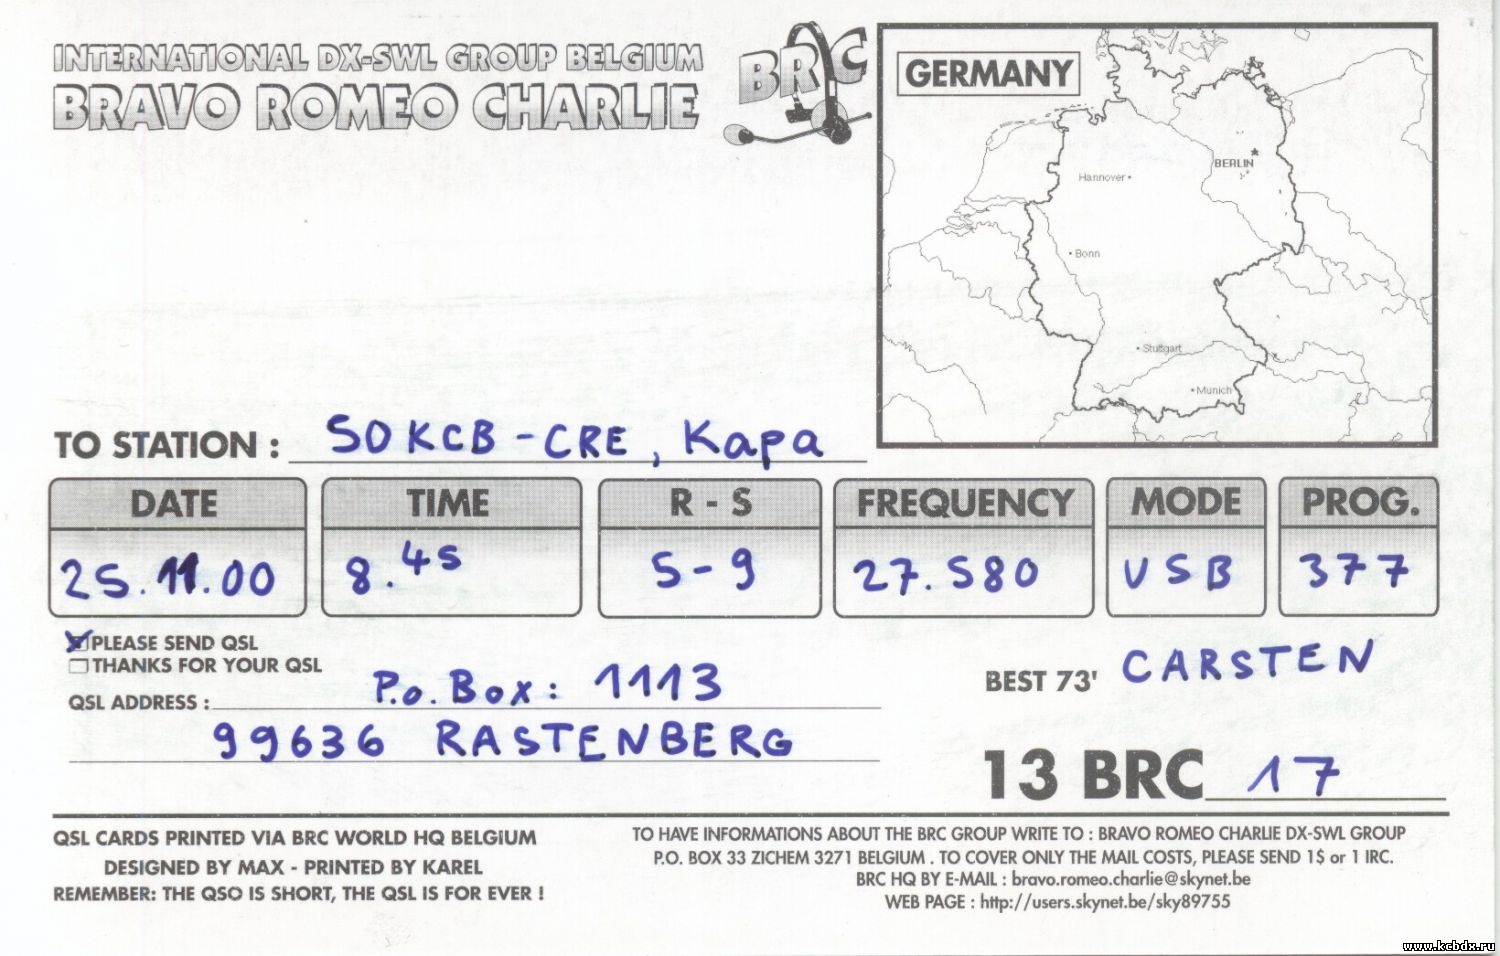 INTERNATIONAL DX-SWL GROUP BELGIUM
BRAVO ROMEO CHARLIE
BRC
GERMANY
BERLIN
Hannover
Bonn
Stuttgart
Munich
TO STATION : 50KCB-CRE, Kapa
DATE TIME R - S FREQUENCY MODE PROG.
25.11.00 8.45 5-9 27.580 USB 377
PLEASE SEND QSL
THANKS FOR YOUR QSL
QSL ADDRESS : P.o. Box: 1113
99636 RASTENBERG
BEST 73' CARSTEN
13 BRC 17
QSL CARDS PRINTED VIA BRC WORLD HQ BELGIUM
DESIGNED BY MAX - PRINTED BY KAREL
REMEMBER: THE QSO IS SHORT, THE QSL IS FOR EVER !
TO HAVE INFORMATIONS ABOUT THE BRC GROUP WRITE TO : BRAVO ROMEO CHARLIE DX-SWL GROUP
P.O. BOX 33 ZICHEM 3271 BELGIUM . TO COVER ONLY THE MAIL COSTS, PLEASE SEND 1$ or 1 IRC.
BRC HQ BY E-MAIL : bravo.romeo.charlie@skynet.be
WEB PAGE : http://users.skynet.be/sky89755
www.kcbdx.ru